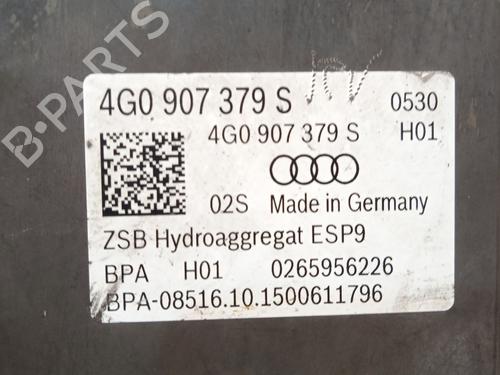 B-PARTS
4G0 907 379 S 0530
4G0 907 379 S H01
02S Made in Germany
ZSB Hydroaggregat ESP9
BPA H01 0265956226
BPA-08516.10.1500611796